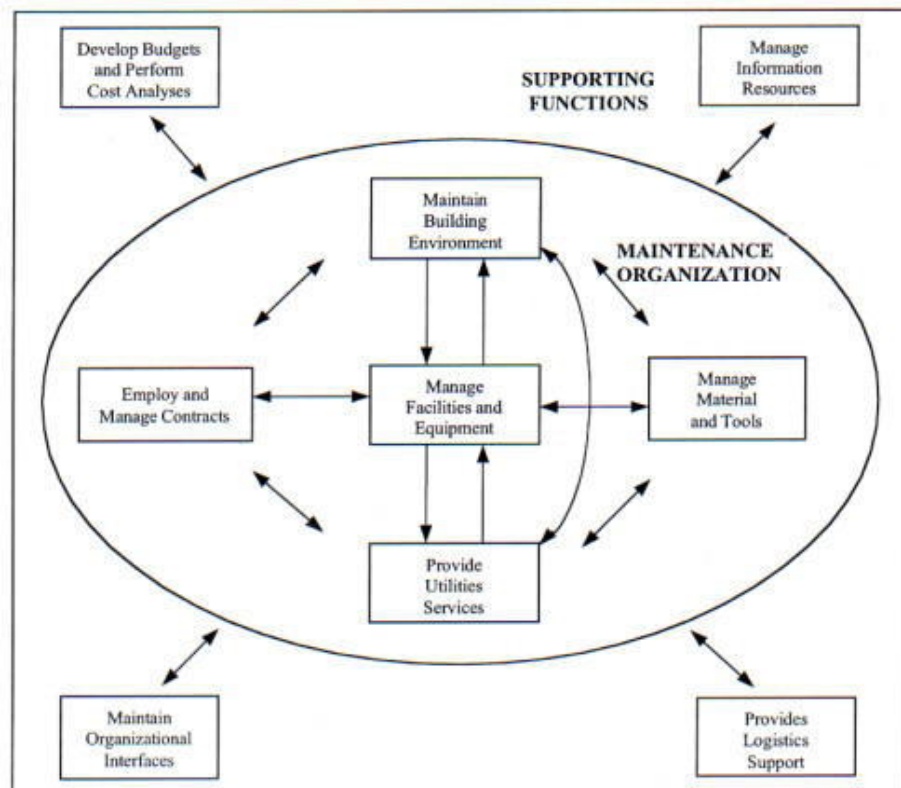 Develop Budgets
and Perform
Cost Analyses
SUPPORTING
FUNCTIONS
Manage
Information
Resources
Maintain
Building
Environment
MAINTENANCE
ORGANIZATION
Employ and
Manage Contracts
Manage
Facilities and
Equipment
Manage
Material
and Tools
Provide
Utilities
Services
Maintain
Organizational
Interfaces
Provides
Logistics
Support